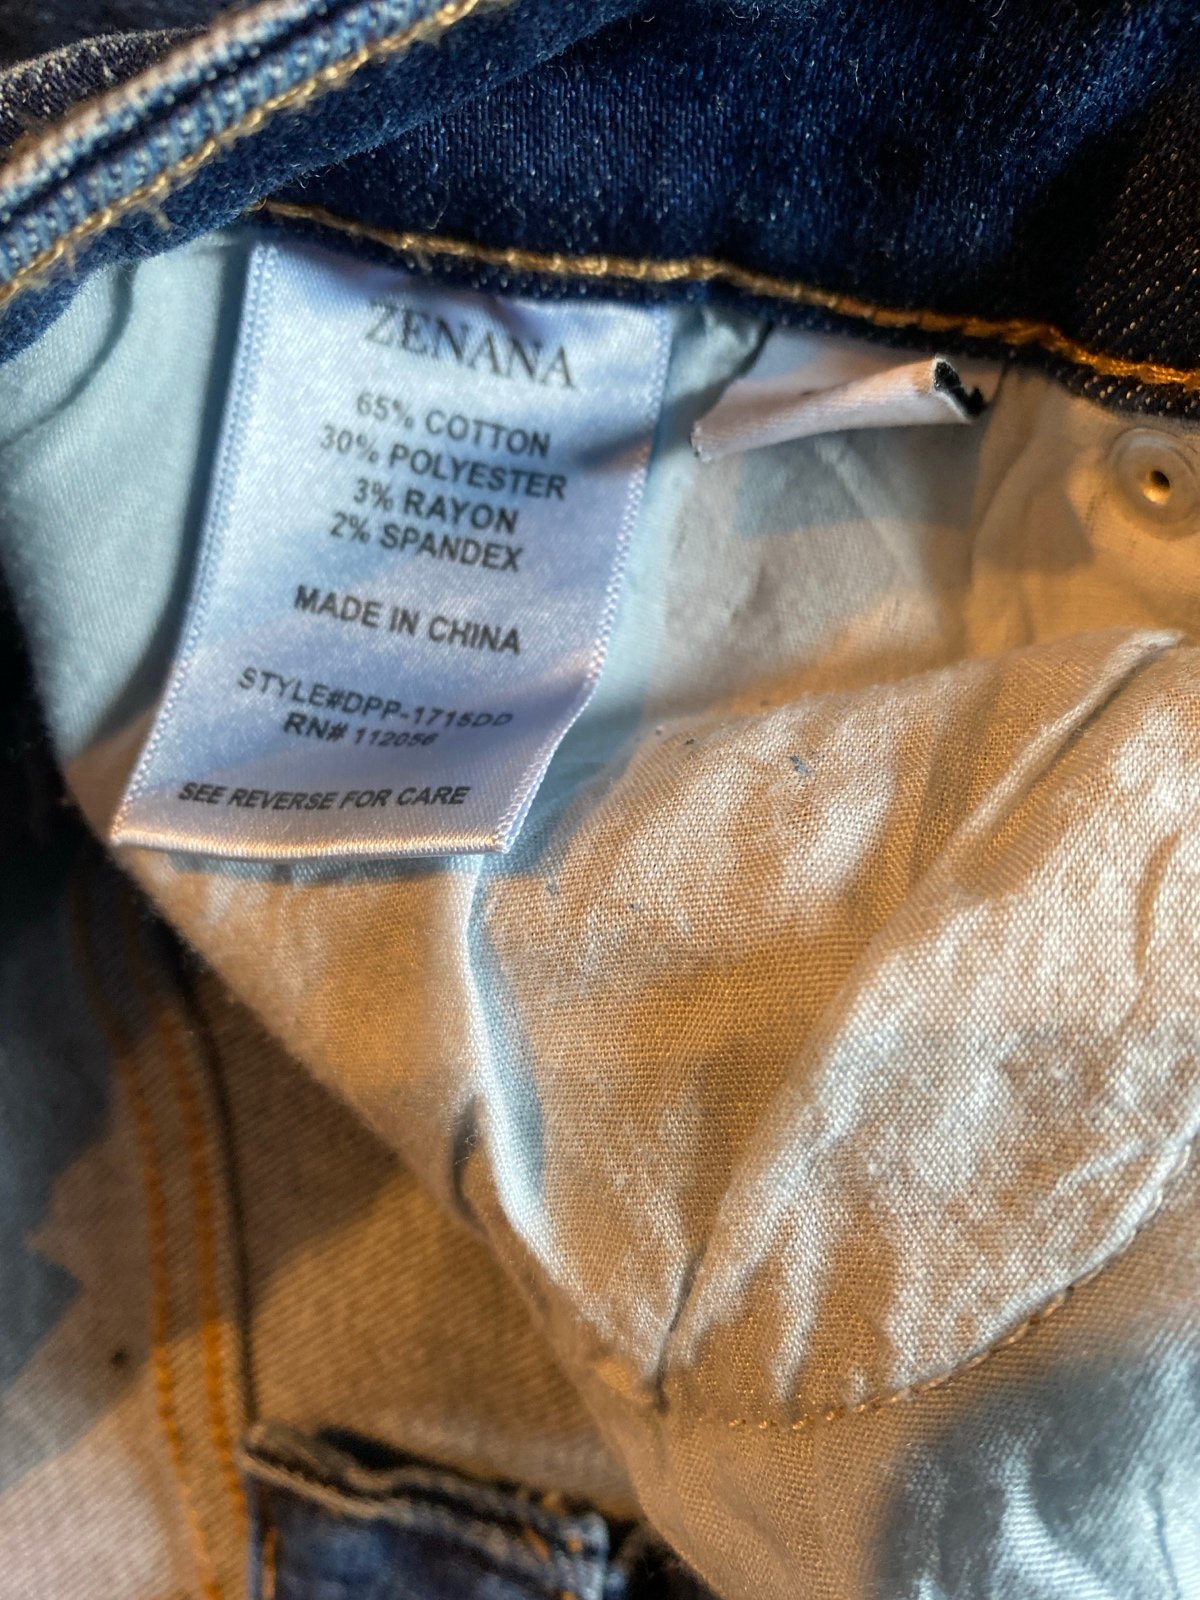 ZENANA
65% COTTON
30% POLYESTER
3% RAYON
2% SPANDEX
MADE IN CHINA
STYLE#DPP-1715DD
RN# 112056
SEE REVERSE FOR CARE